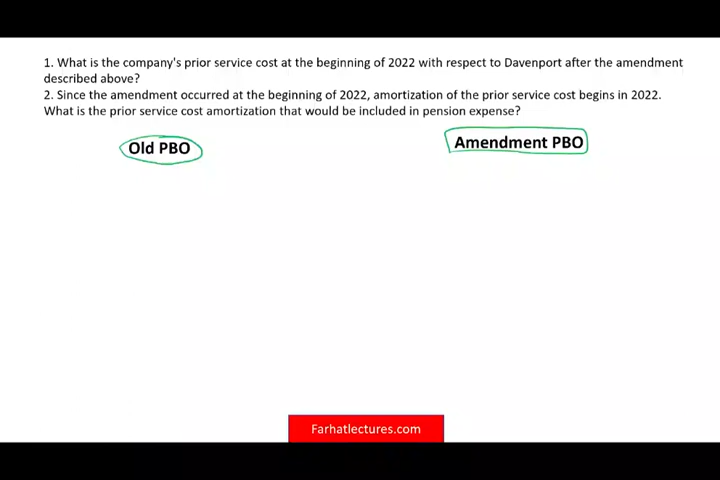 1. What is the company's prior service cost at the beginning of 2022 with respect to Davenport after the amendment
described above?
2. Since the amendment occurred at the beginning of 2022, amortization of the prior service cost begins in 2022.
What is the prior service cost amortization that would be included in pension expense?
Old PBO
Amendment PBO
Farhatlectures.com